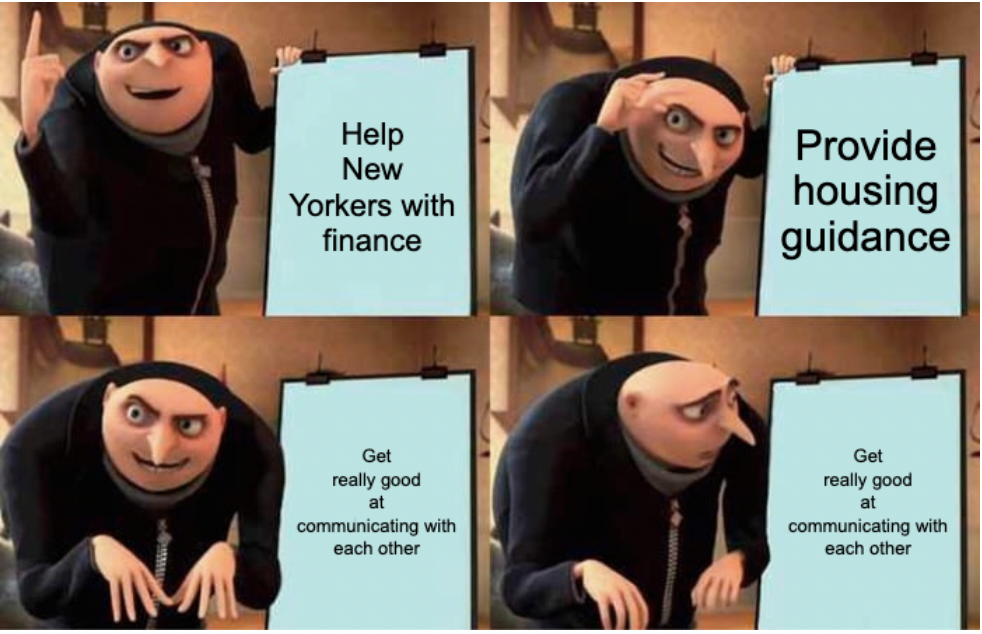 Help
New
Yorkers with
finance
Provide
housing
guidance
Get
really good
at
communicating with
each other
Get
really good
at
communicating with
each other